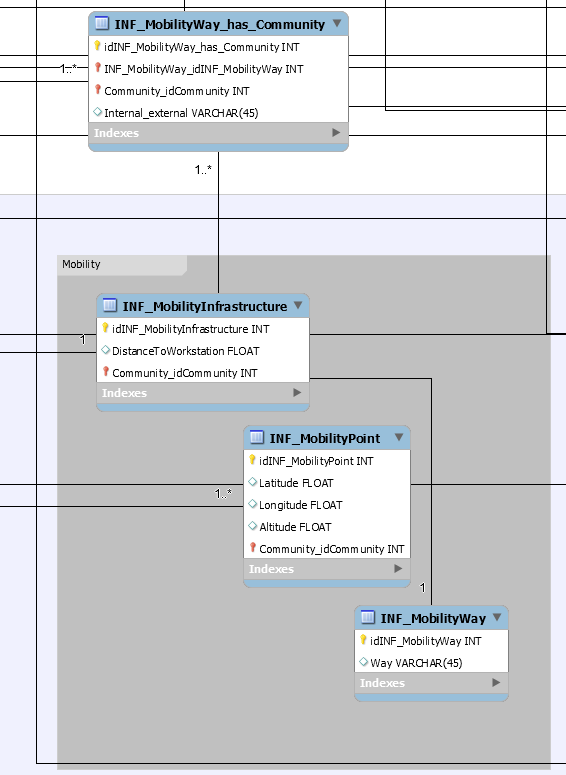 INF_MobilityWay_has_Community
idINF_MobilityWay_has_Community INT
1..*
INF_MobilityWay_idINF_MobilityWay INT
Community_idCommunity INT
Internal_external VARCHAR(45)
Indexes
1..*
Mobility
INF_MobilityInfrastructure
idINF_MobilityInfrastructure INT
1
DistanceToWorkstation FLOAT
Community_idCommunity INT
Indexes
INF_MobilityPoint
idINF_MobilityPoint INT
Latitude FLOAT
1..*
Longitude FLOAT
Altitude FLOAT
Community_idCommunity INT
Indexes
1
INF_MobilityWay
idINF_MobilityWay INT
Way VARCHAR(45)
Indexes